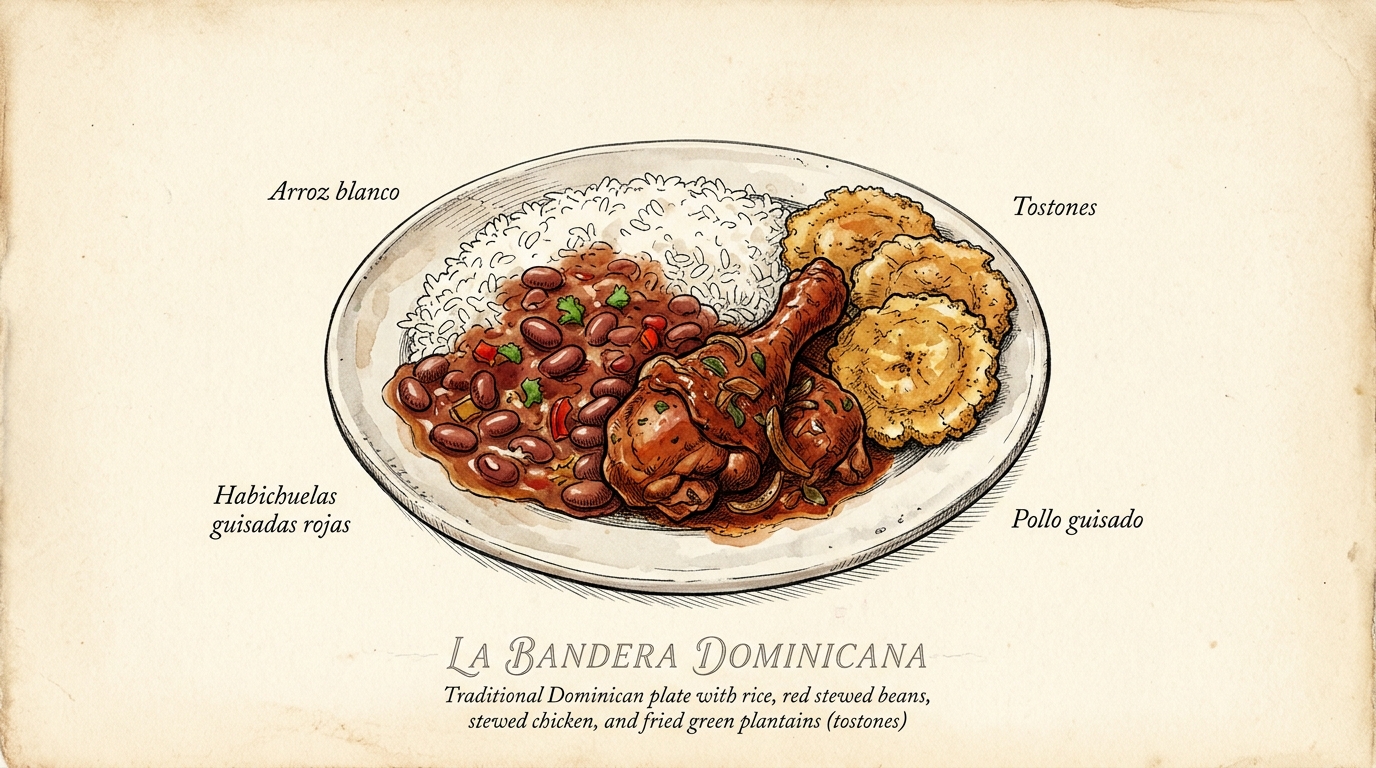 Arroz blanco
Tostones
Habichuelas
guisadas rojas
Pollo guisado
LA BANDERA DOMINICANA
Traditional Dominican plate with rice, red stewed beans,
stewed chicken, and fried green plantains (tostones)